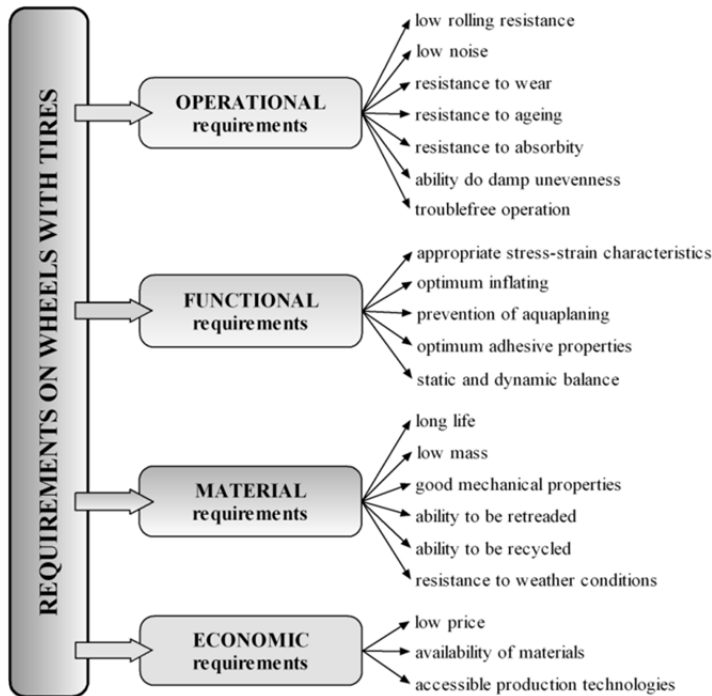 REQUIREMENTS ON WHEELS WITH TIRES
OPERATIONAL
requirements
low rolling resistance
low noise
resistance to wear
resistance to ageing
resistance to absorbity
ability do damp unevenness
troublefree operation
FUNCTIONAL
requirements
appropriate stress-strain characteristics
optimum inflating
prevention of aquaplaning
optimum adhesive properties
static and dynamic balance
MATERIAL
requirements
long life
low mass
good mechanical properties
ability to be retreaded
ability to be recycled
resistance to weather conditions
ECONOMIC
requirements
low price
availability of materials
accessible production technologies